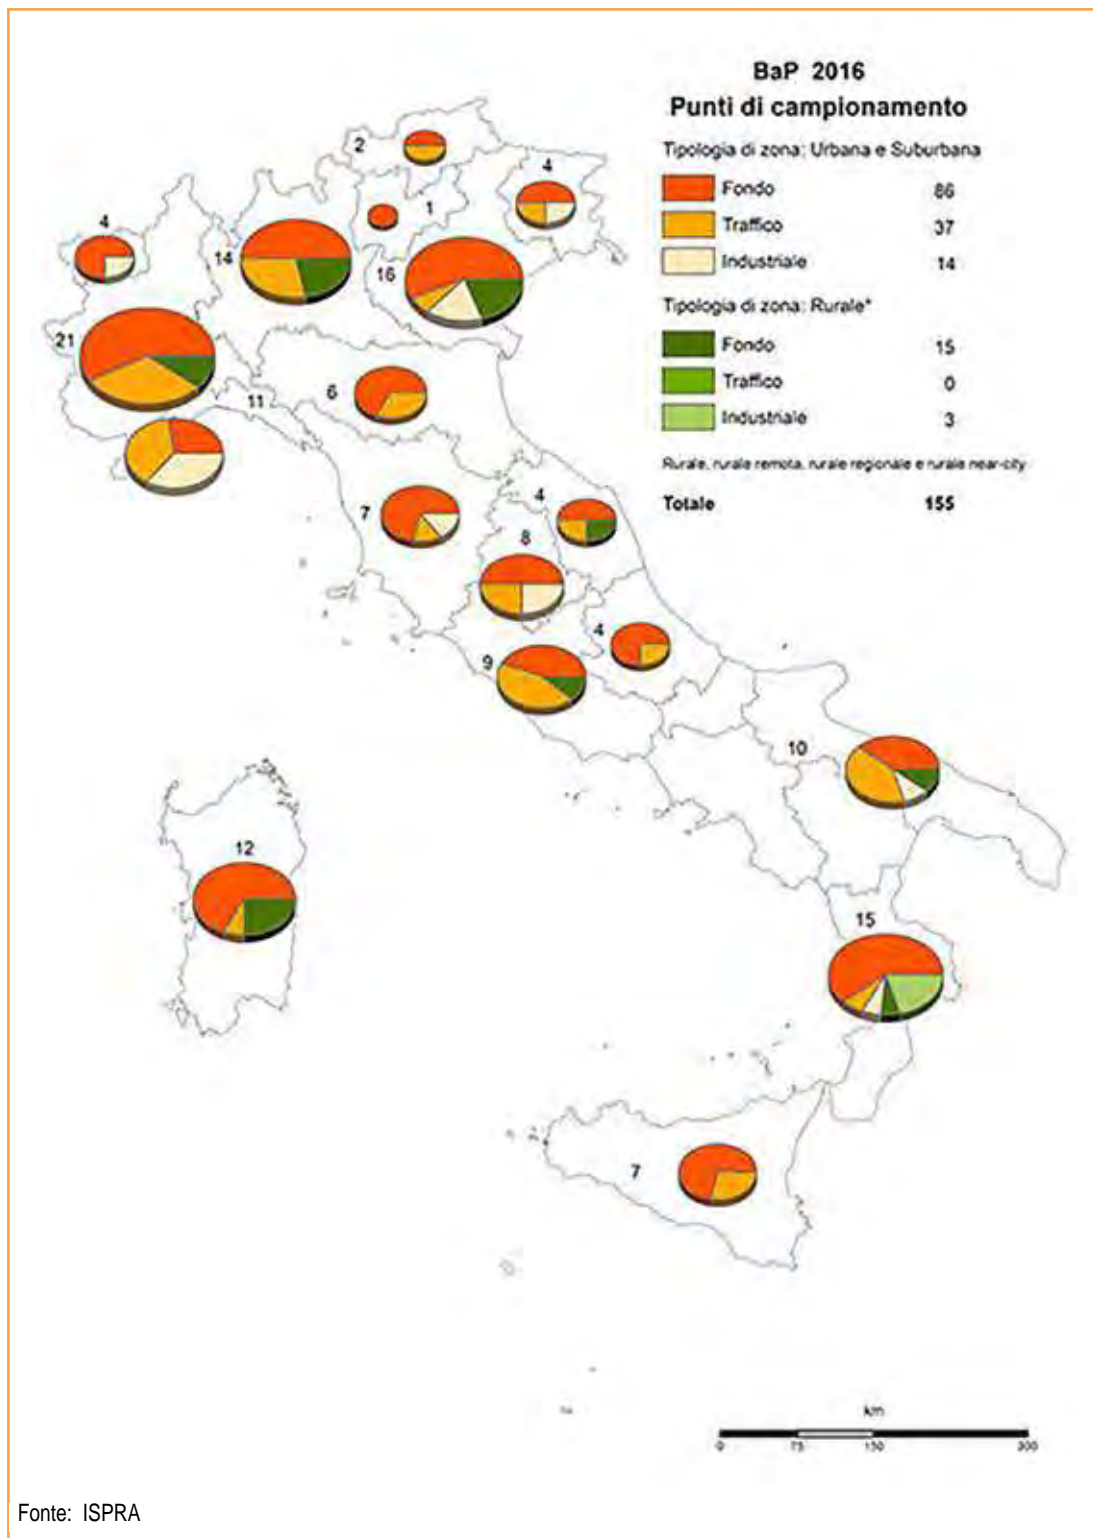 BaP 2016
Punti di campionamento
Tipologia di zona: Urbana e Suburbana
Fondo 86
Traffico 37
Industriale 14
Tipologia di zona: Rurale*
Fondo 15
Traffico 0
Industriale 3
Rurale, rurale remota, rurale regionale e rurale near-city
Totale 155
2
4
4
1
14
16
21
6
11
7
4
8
4
9
10
12
15
7
km
0 75 150 300
Fonte: ISPRA